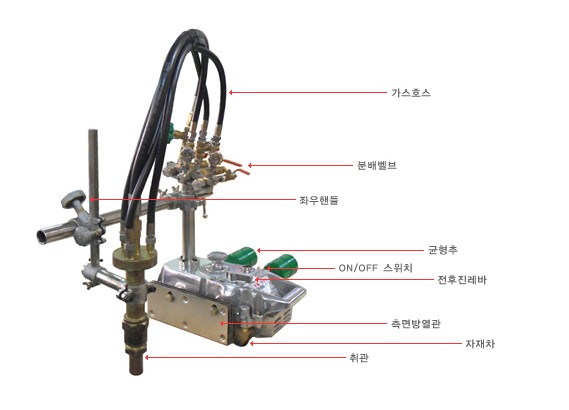 가스호스
분배벨브
좌우핸들
균형추
ON/OFF 스위치
전후진레바
측면방열관
자재차
취관